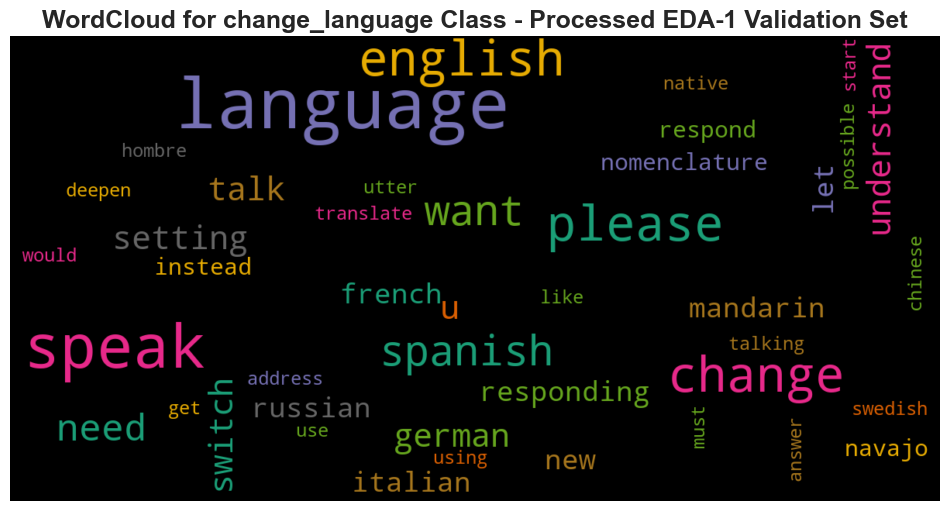 WordCloud for change_language Class - Processed EDA-1 Validation Set
english
language
native
start
understand
possible
respond
hombre
nomenclature
let
deepen
talk
utter
translate
want
please
setting
would
instead
chinese
french
u
like
mandarin
speak
spanish
talking
change
address
responding
switch
get
russian
need
use
german
must
swedish
answer
navajo
using
new
italian